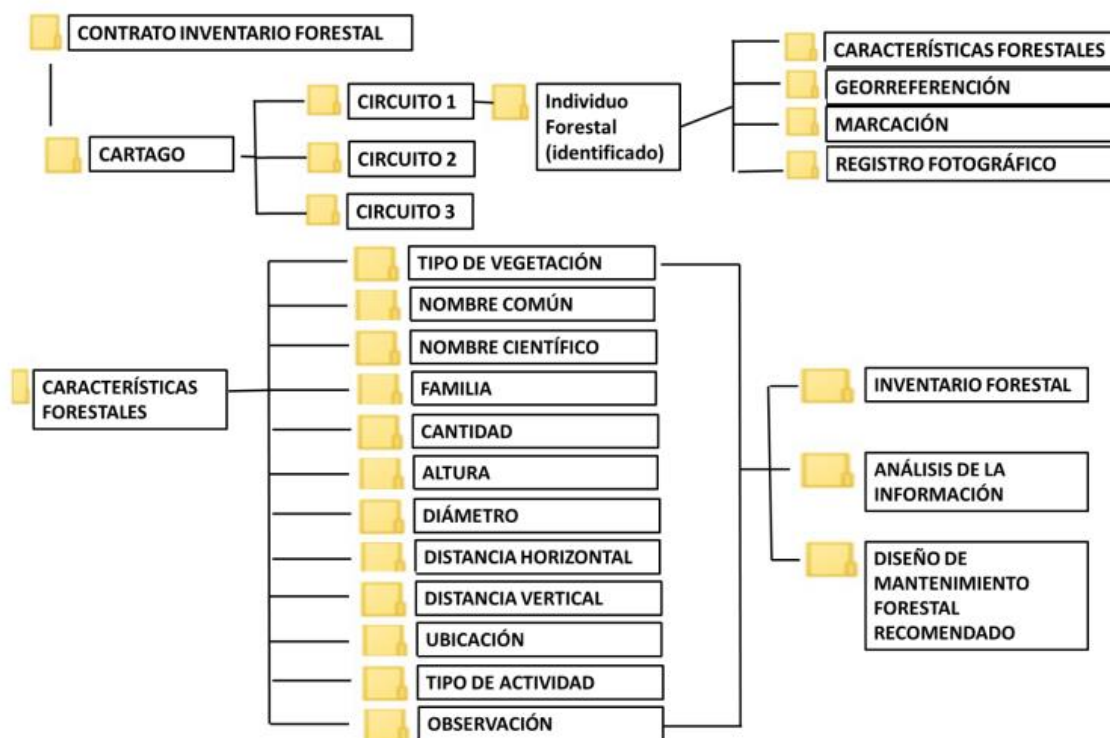 CONTRATO INVENTARIO FORESTAL
CARTAGO
CIRCUITO 1
CIRCUITO 2
CIRCUITO 3
Individuo
Forestal
(identificado)
CARACTERÍSTICAS FORESTALES
GEORREFERENCIÓN
MARCACIÓN
REGISTRO FOTOGRÁFICO
CARACTERÍSTICAS
FORESTALES
TIPO DE VEGETACIÓN
NOMBRE COMÚN
NOMBRE CIENTÍFICO
FAMILIA
CANTIDAD
ALTURA
DIÁMETRO
DISTANCIA HORIZONTAL
DISTANCIA VERTICAL
UBICACIÓN
TIPO DE ACTIVIDAD
OBSERVACIÓN
INVENTARIO FORESTAL
ANÁLISIS DE LA
INFORMACIÓN
DISEÑO DE
MANTENIMIENTO
FORESTAL
RECOMENDADO